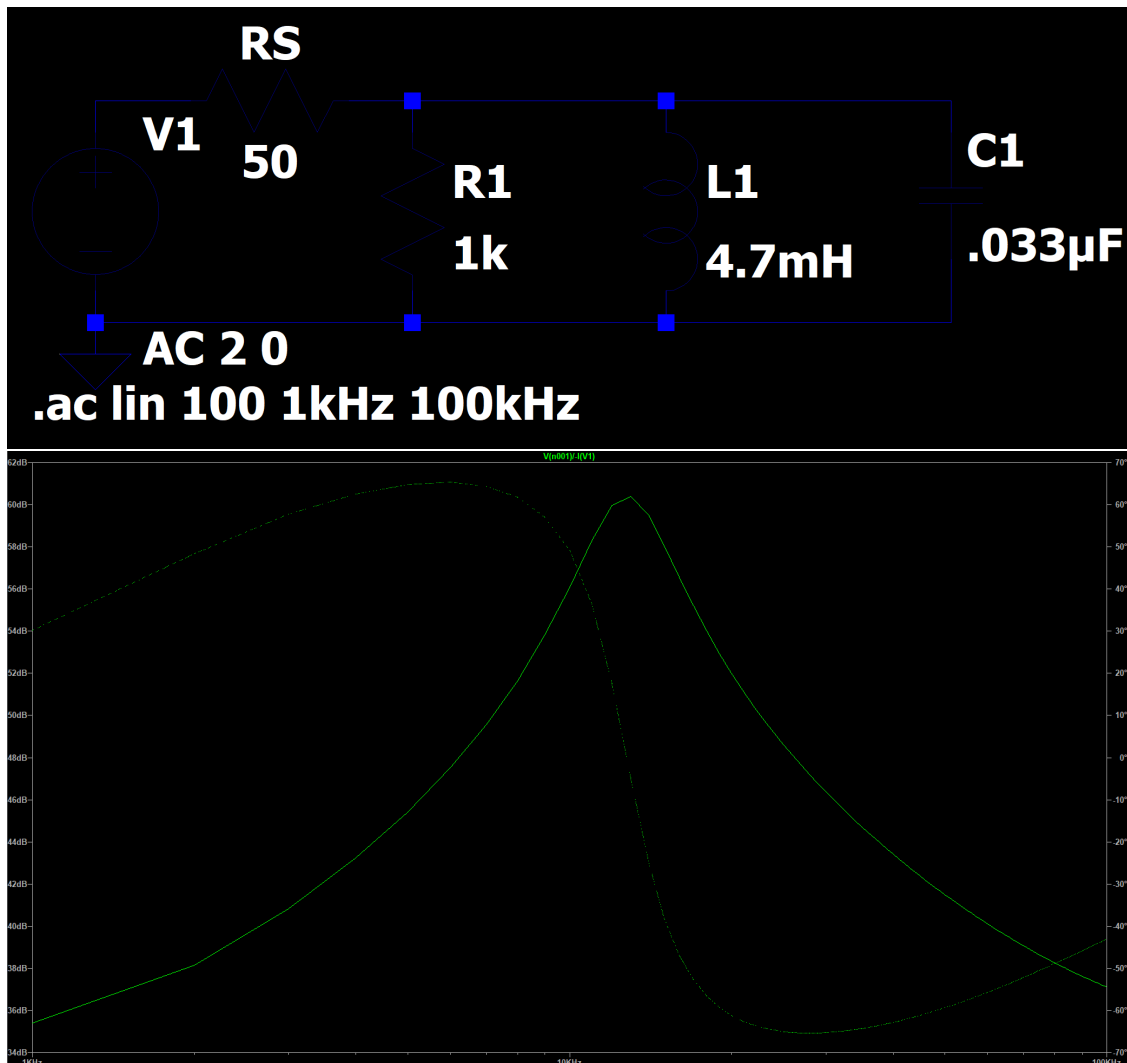 RS
V1
50
R1
1k
L1
4.7mH
C1
.033µF
AC 2 0
.ac lin 100 1kHz 100kHz
V(n001)/-I(V1)
62dB
60dB
58dB
56dB
54dB
52dB
50dB
48dB
46dB
44dB
42dB
40dB
38dB
36dB
34dB
70°
60°
50°
40°
30°
20°
10°
0°
-10°
-20°
-30°
-40°
-50°
-60°
-70°
1KHz
10KHz
100KHz